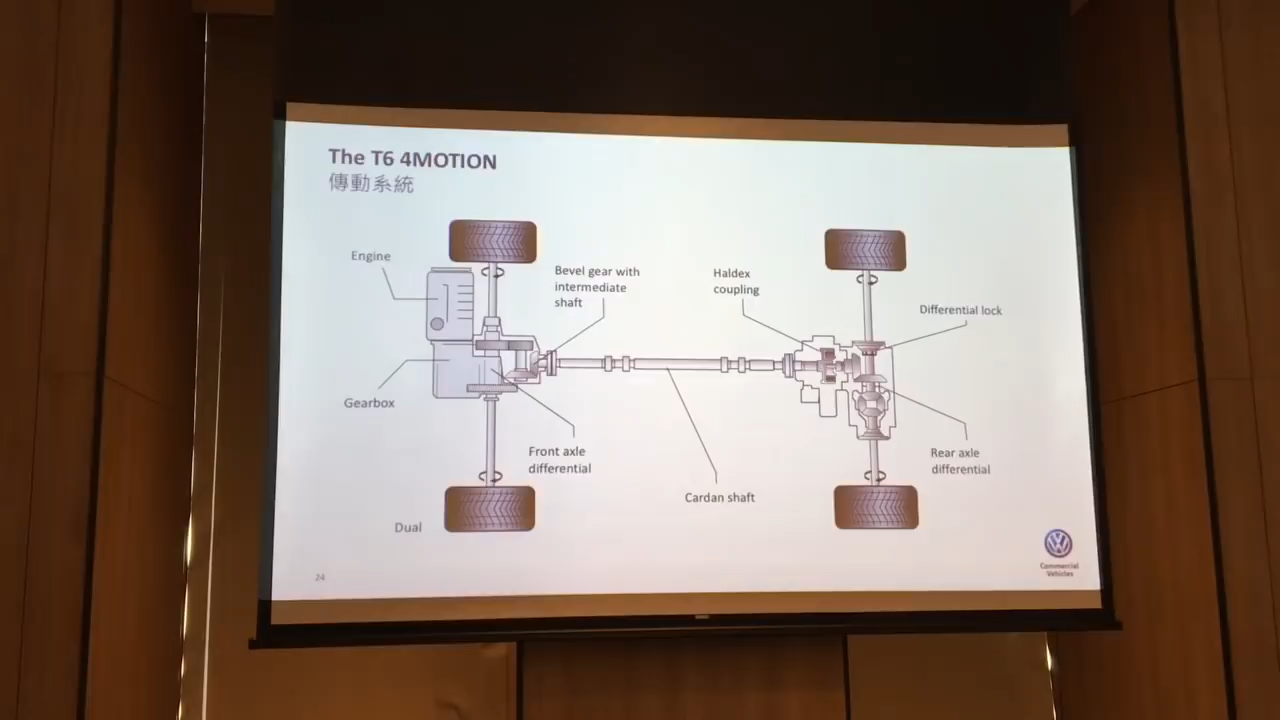 The T6 4MOTION
傳動系統
Engine
Bevel gear with
intermediate
shaft
Haldex
coupling
Differential lock
Gearbox
Front axle
differential
Cardan shaft
Rear axle
differential
Dual
24
Commercial
Vehicles